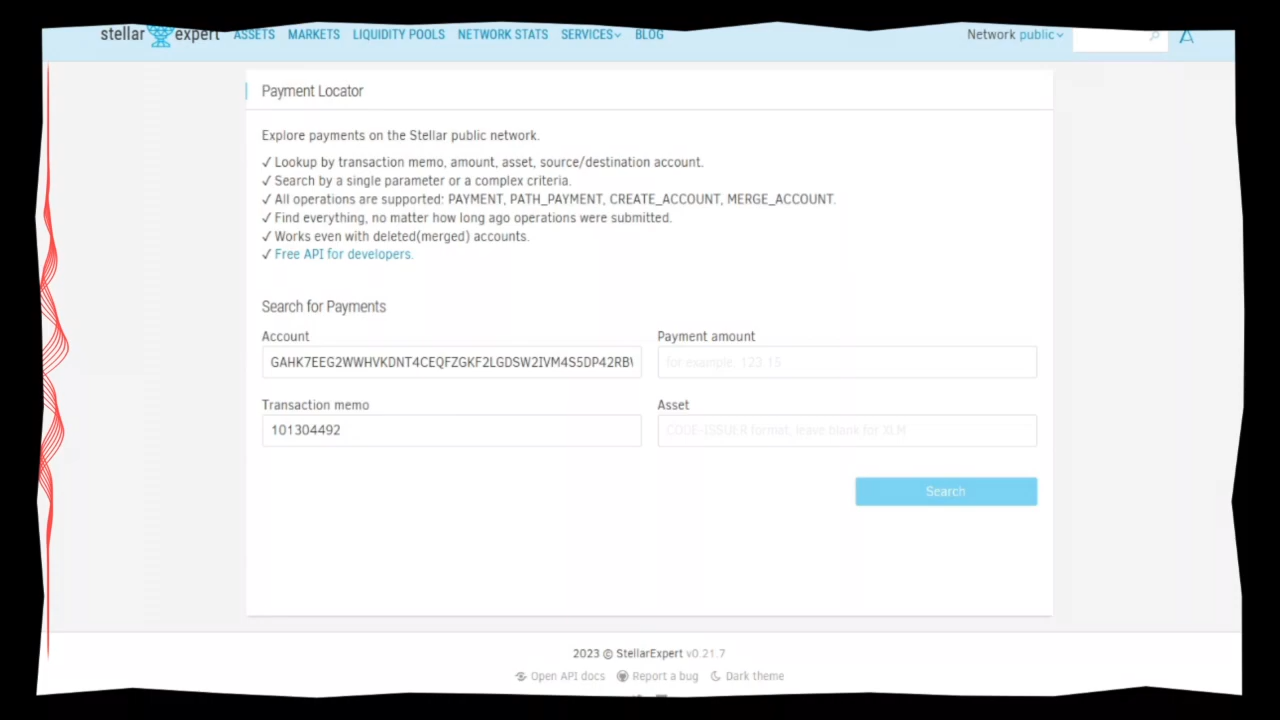 stellar expert ASSETS MARKETS LIQUIDITY POOLS NETWORK STATS SERVICES BLOG Network public
Payment Locator
Explore payments on the Stellar public network.
✓ Lookup by transaction memo, amount, asset, source/destination account.
✓ Search by a single parameter or a complex criteria.
✓ All operations are supported: PAYMENT, PATH_PAYMENT, CREATE_ACCOUNT, MERGE_ACCOUNT.
✓ Find everything, no matter how long ago operations were submitted.
✓ Works even with deleted(merged) accounts.
✓ Free API for developers.
Search for Payments
Account Payment amount
GAHK7EEG2WWHVKDNT4CEQFZGKF2LGDSW2IVM4S5DP42RB for example: 123.15
Transaction memo Asset
101304492 CODE-ISSUER format, leave blank for XLM
Search
2023 © StellarExpert v0.21.7
Open API docs Report a bug Dark theme